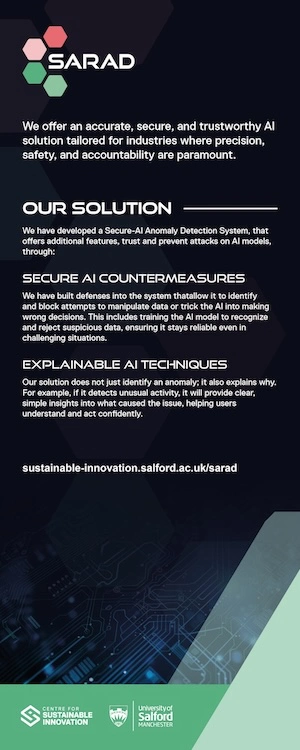 SARAD
We offer an accurate, secure, and trustworthy AI
solution tailored for industries where precision,
safety, and accountability are paramount.
OUR SOLUTION
We have developed a Secure-AI Anomaly Detection System, that
offers additional features, trust and prevent attacks on AI models,
through:
SECURE AI COUNTERMEASURES
We have built defenses into the system thatallow it to identify
and block attempts to manipulate data or trick the AI into making
wrong decisions. This includes training the AI model to recognize
and reject suspicious data, ensuring it stays reliable even in
challenging situations.
EXPLAINABLE AI TECHNIQUES
Our solution does not just identify an anomaly; it also explains why.
For example, if it detects unusual activity, it will provide clear,
simple insights into what caused the issue, helping users
understand and act confidently.
sustainable-innovation.salford.ac.uk/sarad
CENTRE FOR
SUSTAINABLE
INNOVATION
University of
Salford
MANCHESTER